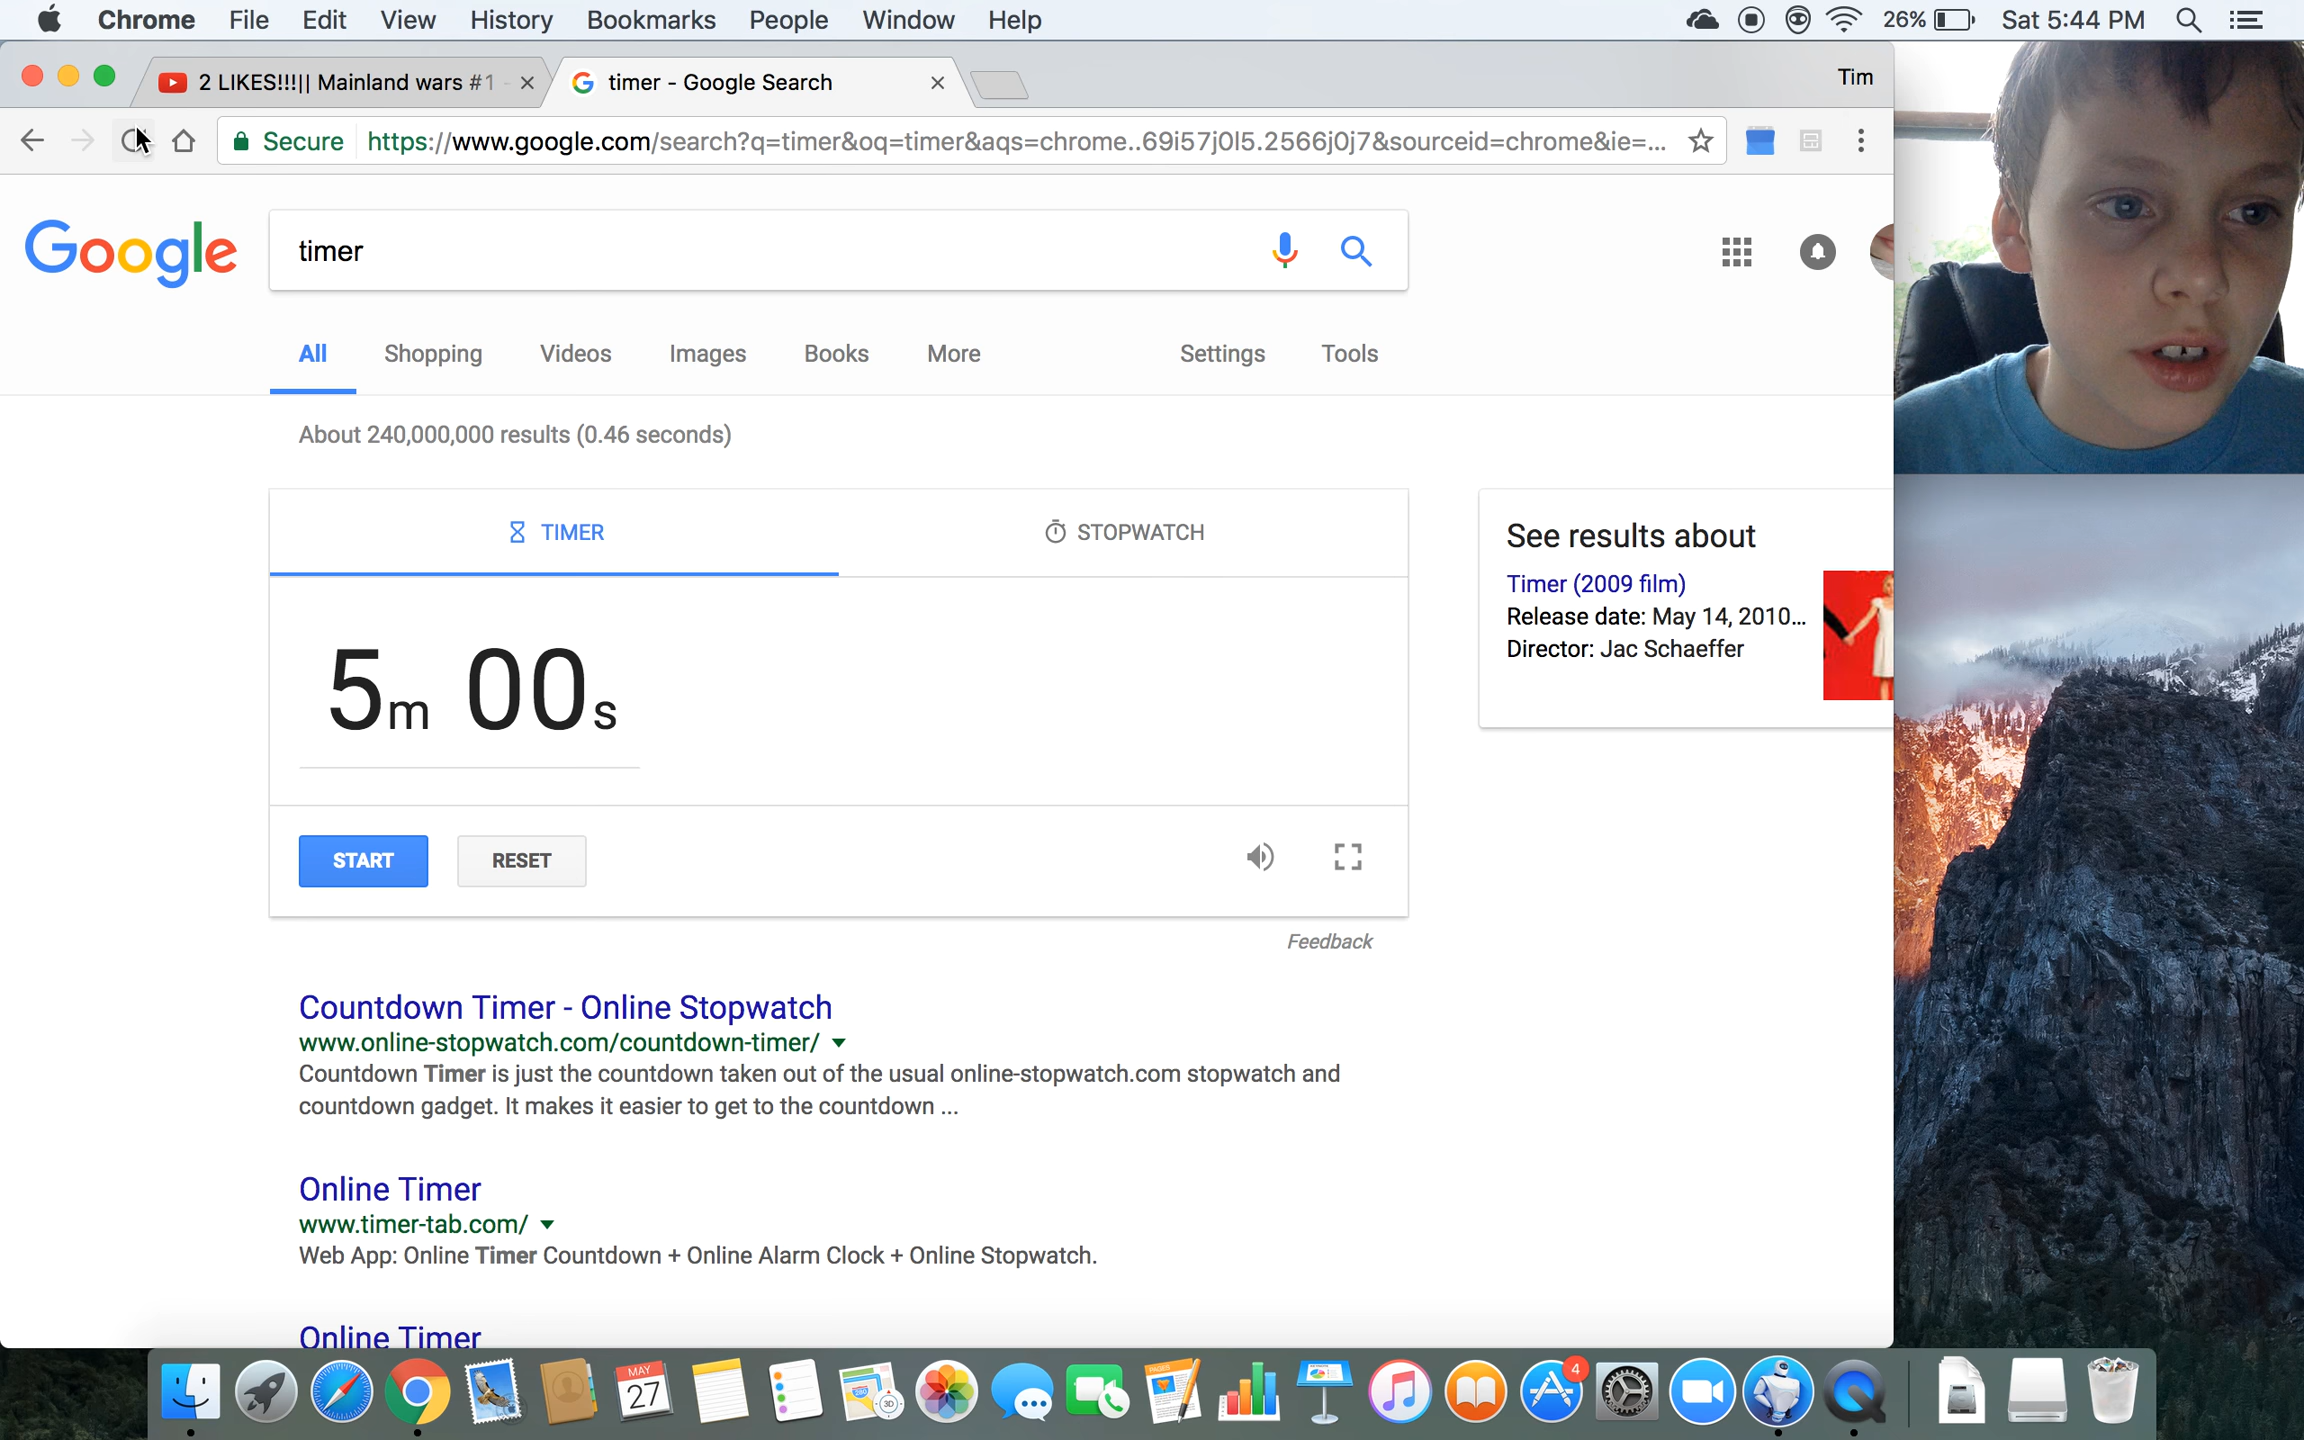 Chrome File Edit View History Bookmarks People Window Help 26% Sat 5:44 PM
2 LIKES!!!|| Mainland wars #1 - timer - Google Search Tim
Secure https://www.google.com/search?q=timer&oq=timer&aqs=chrome..69i57j0l5.2566j0j7&sourceid=chrome&ie=...
Google timer
All Shopping Videos Images Books More Settings Tools
About 240,000,000 results (0.46 seconds)
TIMER STOPWATCH
5m 00s
START RESET
Feedback
See results about
Timer (2009 film)
Release date: May 14, 2010...
Director: Jac Schaeffer
Countdown Timer - Online Stopwatch
www.online-stopwatch.com/countdown-timer/
Countdown Timer is just the countdown taken out of the usual online-stopwatch.com stopwatch and
countdown gadget. It makes it easier to get to the countdown ...
Online Timer
www.timer-tab.com/
Web App: Online Timer Countdown + Online Alarm Clock + Online Stopwatch.
Online Timer
MAY
27
PAGES
280
3D
4